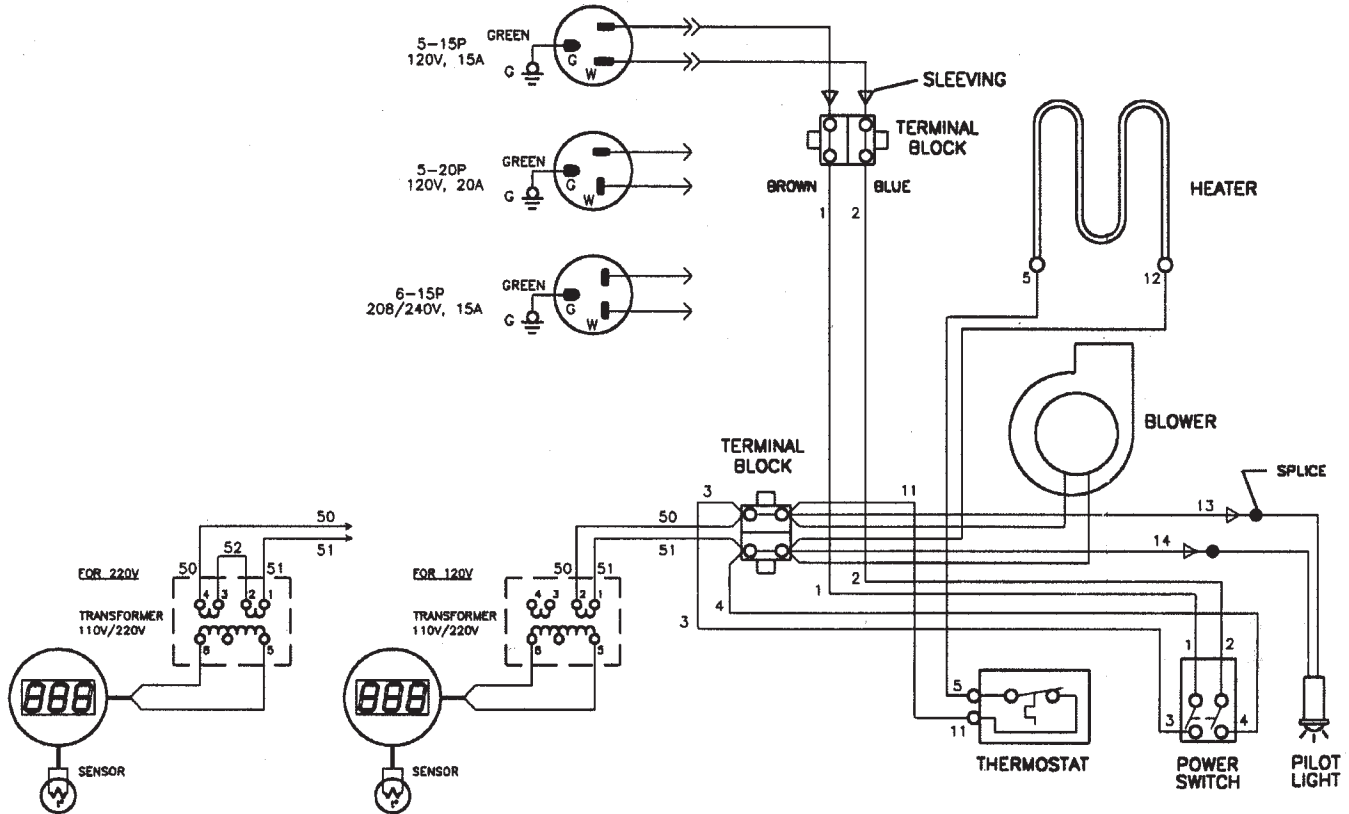 5-15P
120V, 15A
GREEN
G
G
W
SLEEVING
TERMINAL
BLOCK
BROWN
BLUE
1
2
5-20P
120V, 20A
GREEN
G
G
W
HEATER
5
12
6-15P
208/240V, 15A
GREEN
G
G
W
BLOWER
TERMINAL
BLOCK
3
11
SPLICE
13
14
50
51
50
51
52
50
51
FOR 220V
4
3
2
1
TRANSFORMER
110V/220V
6
5
888
SENSOR
50
51
FOR 120V
4
3
2
1
TRANSFORMER
110V/220V
6
5
888
SENSOR
1
2
4
3
1
2
3
4
5
11
THERMOSTAT
POWER
SWITCH
PILOT
LIGHT